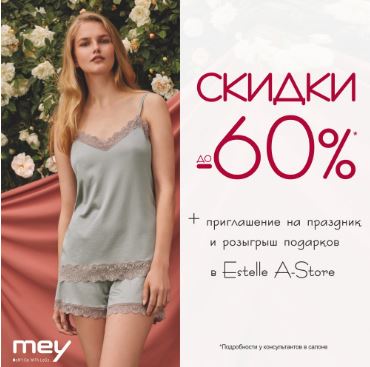 СКИДКИ
ДО -60%*
+ приглашение на праздник
и розыгрыш подарков
в Estelle A-Store
mey
*Подробности у консультантов в салоне